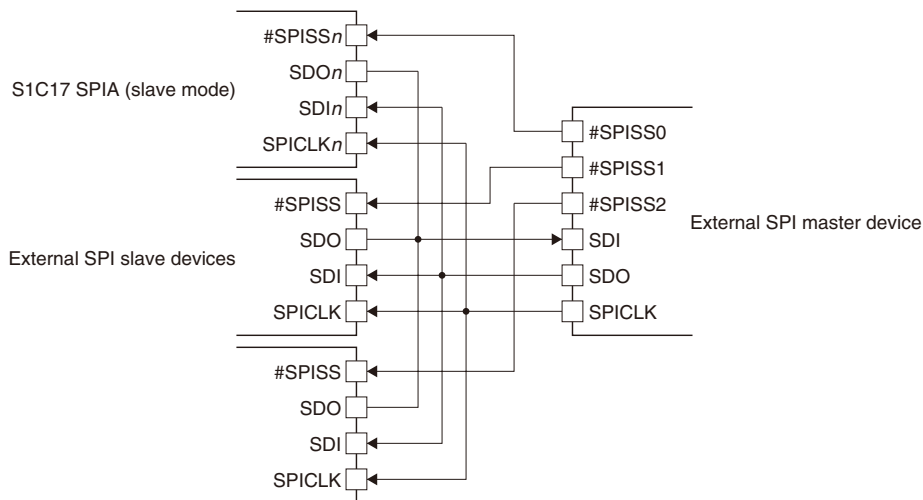 #SPISSn
SDOn
S1C17 SPIA (slave mode)
SDIn
SPICLKn
#SPISS
SDO
External SPI slave devices
SDI
SPICLK
#SPISS
SDO
SDI
SPICLK
#SPISS0
#SPISS1
#SPISS2
External SPI master device
SDI
SDO
SPICLK